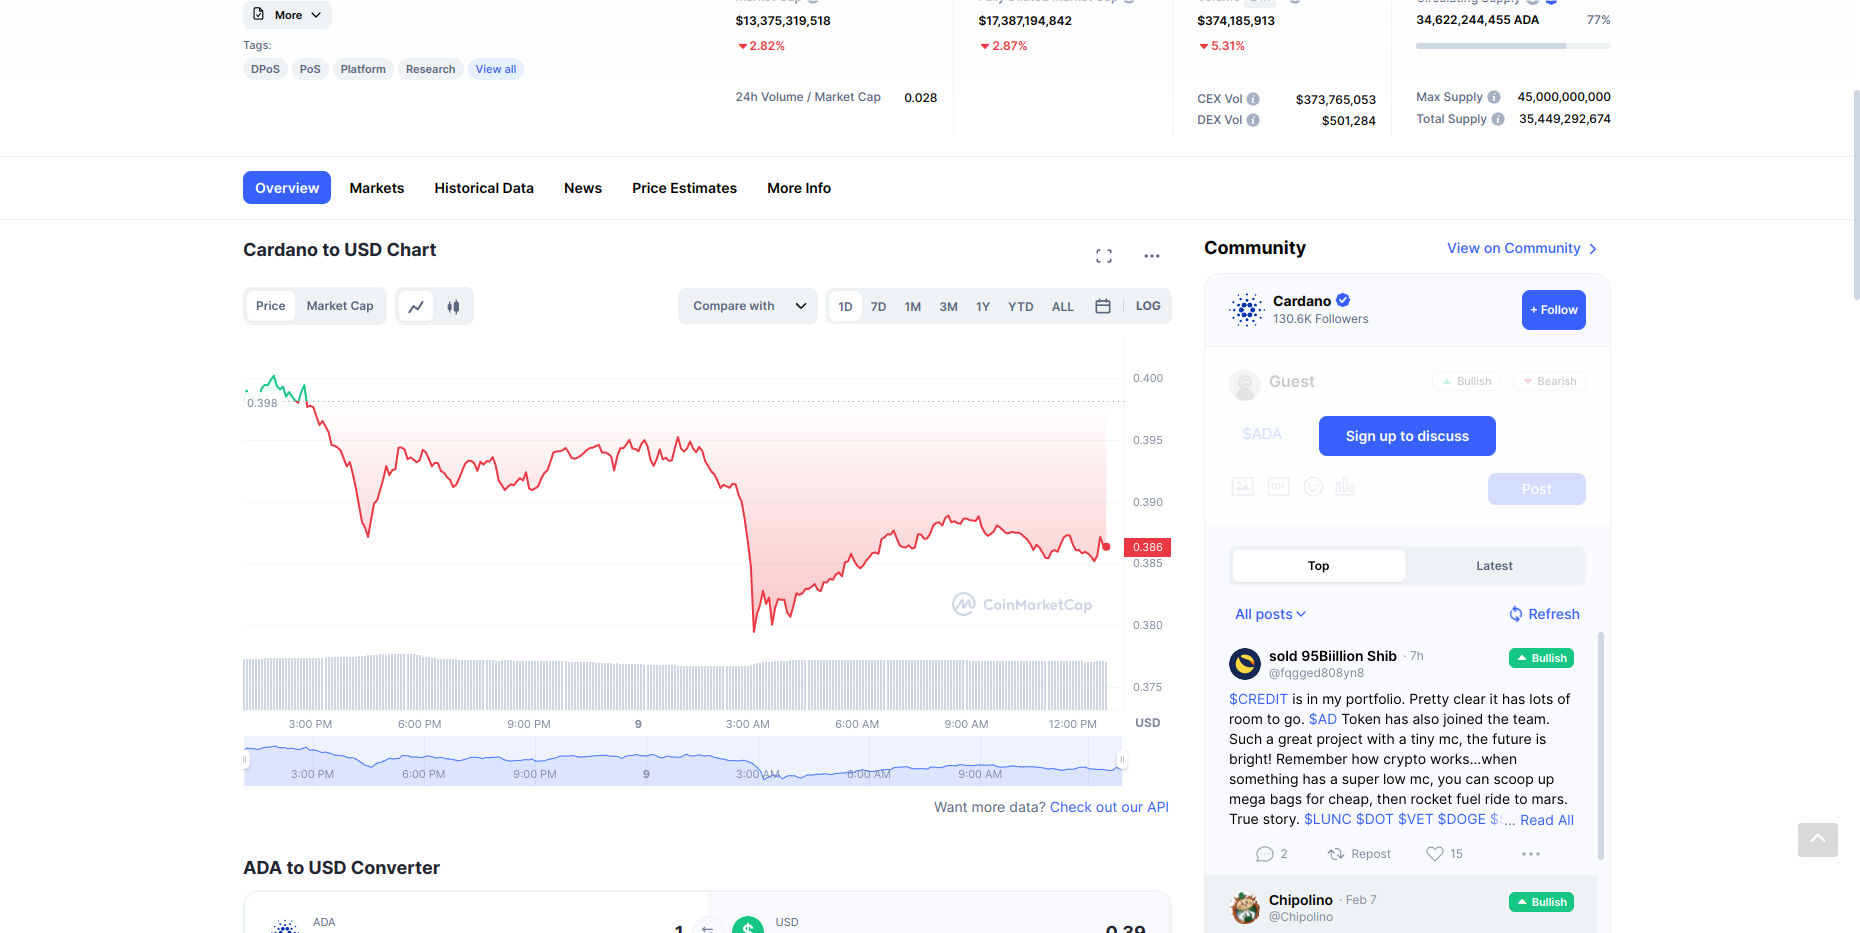 More
Tags:
DPoS PoS Platform Research View all
$13,375,319,518
2.82%
24h Volume / Market Cap 0.028
$17,387,194,842
2.87%
$374,185,913
5.31%
CEX Vol $373,765,053
DEX Vol $501,284
Circulating Supply
34,622,244,455 ADA 77%
Max Supply 45,000,000,000
Total Supply 35,449,292,674
Overview Markets Historical Data News Price Estimates More Info
Cardano to USD Chart
Price Market Cap
Compare with
1D 7D 1M 3M 1Y YTD ALL LOG
0.398
0.400
0.395
0.390
0.386
0.385
0.380
0.375
CoinMarketCap
3:00 PM 6:00 PM 9:00 PM 9 3:00 AM 6:00 AM 9:00 AM 12:00 PM USD
3:00 PM 6:00 PM 9:00 PM 9 3:00 AM 6:00 AM 9:00 AM
Want more data? Check out our API
ADA to USD Converter
ADA 1
USD 0.39
Community View on Community
Cardano
130.6K Followers
+ Follow
Guest Bullish Bearish
$ADA
Sign up to discuss
GIF
Post
Top Latest
All posts Refresh
sold 95Biillion Shib · 7h Bullish
@fqgged808yn8
$CREDIT is in my portfolio. Pretty clear it has lots of
room to go. $AD Token has also joined the team.
Such a great project with a tiny mc, the future is
bright! Remember how crypto works...when
something has a super low mc, you can scoop up
mega bags for cheap, then rocket fuel ride to mars.
True story. $LUNC $DOT $VET $DOGE ... Read All
2 Repost 15
Chipolino · Feb 7 Bullish
@Chipolino